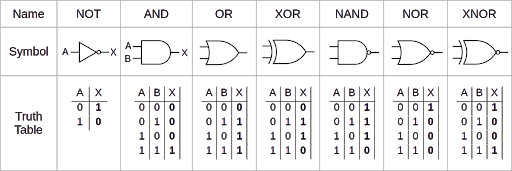 Name NOT AND OR XOR NAND NOR XNOR
Symbol A X A B X
Truth Table
A X A B X A B X A B X A B X A B X A B X
0 1 0 0 0 0 0 0 0 0 0 0 0 1 0 0 1 0 0 1
1 0 0 1 0 0 1 1 0 1 1 0 1 1 0 1 0 0 1 0
1 0 0 1 0 1 1 0 1 1 0 1 1 0 0 1 0 0
1 1 1 1 1 1 1 1 0 1 1 0 1 1 0 1 1 1